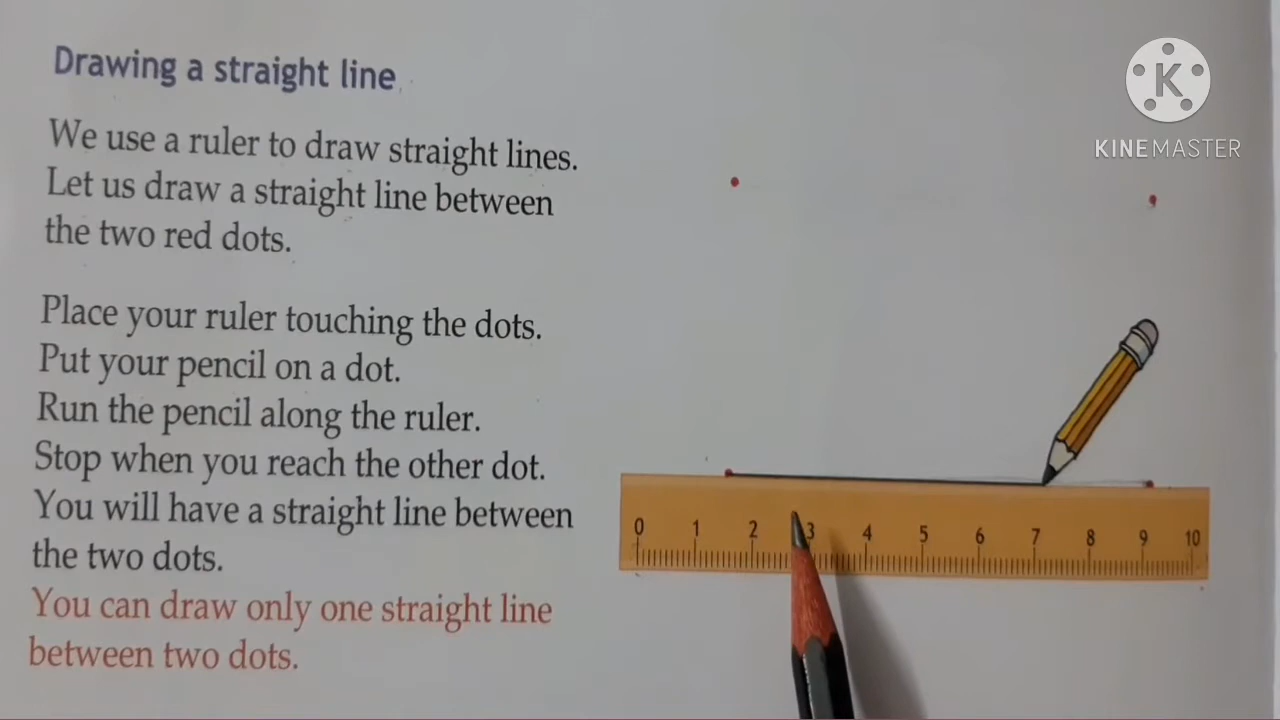 Drawing a straight line
We use a ruler to draw straight lines.
Let us draw a straight line between
the two red dots.
Place your ruler touching the dots.
Put your pencil on a dot.
Run the pencil along the ruler.
Stop when you reach the other dot.
You will have a straight line between
the two dots.
You can draw only one straight line
between two dots.
K
KINEMASTER
0 1 2 3 4 5 6 7 8 9 10